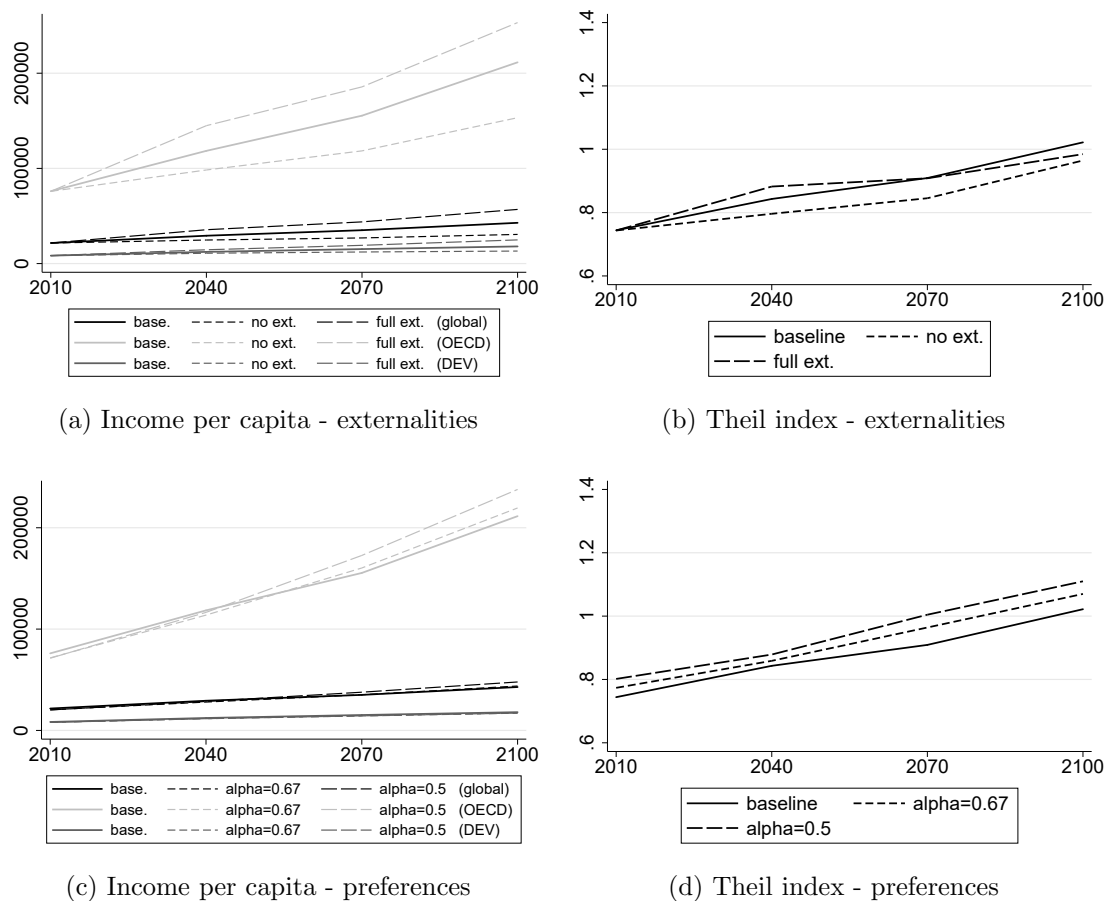 200000
100000
0
2010 2040 2070 2100
base. no ext. full ext. (global)
base. no ext. full ext. (OECD)
base. no ext. full ext. (DEV)
(a) Income per capita - externalities
1.4
1.2
1
.8
.6
2010 2040 2070 2100
baseline no ext.
full ext.
(b) Theil index - externalities
200000
100000
0
2010 2040 2070 2100
base. alpha=0.67 alpha=0.5 (global)
base. alpha=0.67 alpha=0.5 (OECD)
base. alpha=0.67 alpha=0.5 (DEV)
(c) Income per capita - preferences
1.4
1.2
1
.8
.6
2010 2040 2070 2100
baseline alpha=0.67
alpha=0.5
(d) Theil index - preferences